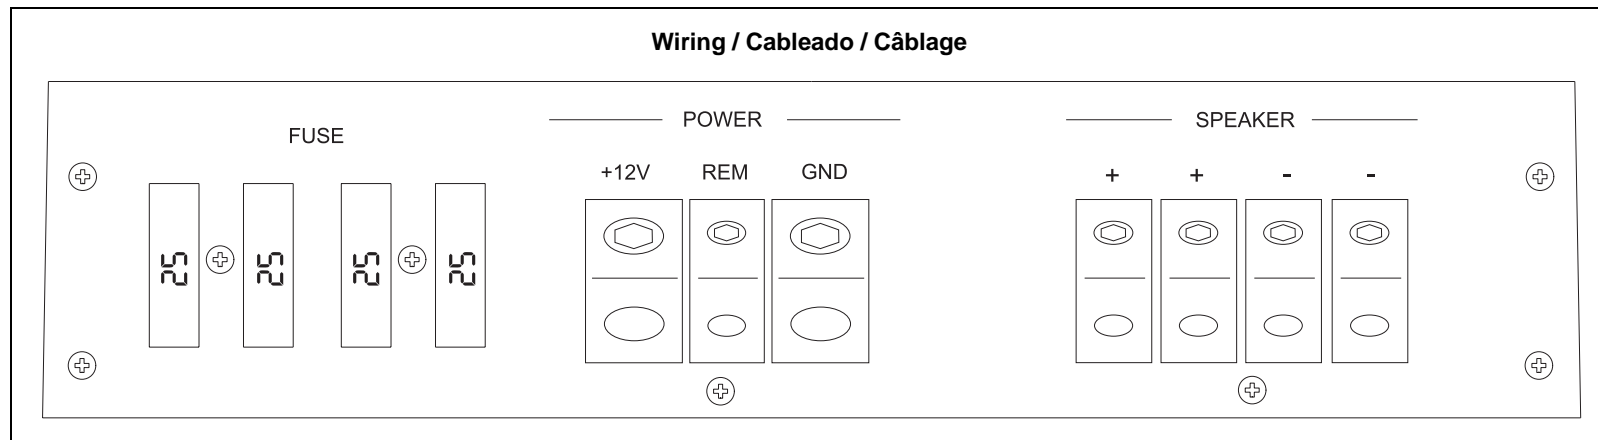 Wiring / Cableado / Câblage
FUSE
POWER
SPEAKER
+12V REM GND
+ + - -
25 25 25 25